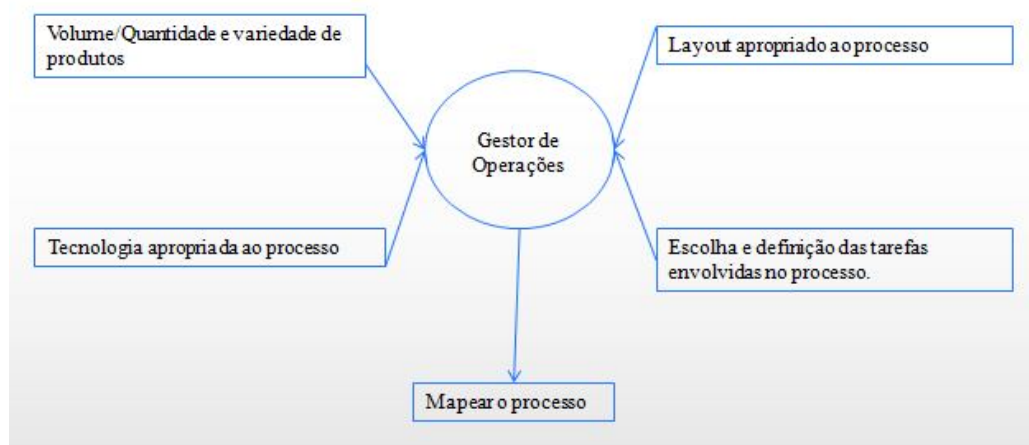 Volume/Quantidade e variedade de
produtos
Layout apropriado ao processo
Gestor de
Operações
Tecnologia apropriada ao processo
Escolha e definição das tarefas
envolvidas no processo.
Mapear o processo